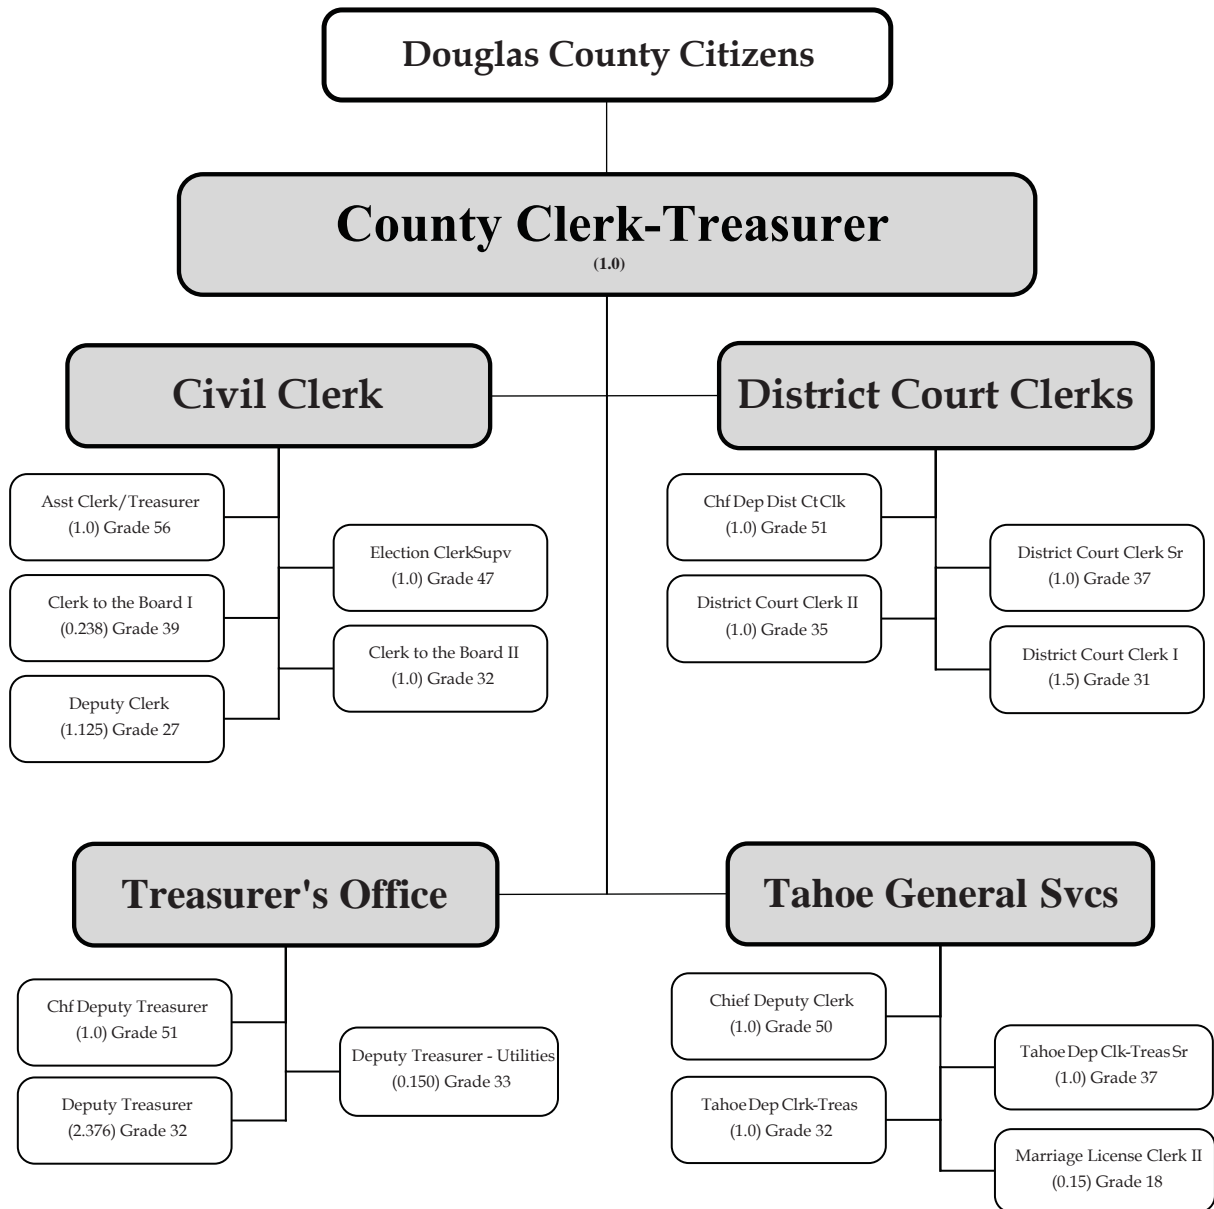 Douglas County Citizens
County Clerk-Treasurer
(1.0)
Civil Clerk
District Court Clerks
Asst Clerk/Treasurer
(1.0) Grade 56
Election ClerkSupv
(1.0) Grade 47
Clerk to the Board I
(0.238) Grade 39
Clerk to the Board II
(1.0) Grade 32
Deputy Clerk
(1.125) Grade 27
Chf Dep Dist Ct Clk
(1.0) Grade 51
District Court Clerk Sr
(1.0) Grade 37
District Court Clerk II
(1.0) Grade 35
District Court Clerk I
(1.5) Grade 31
Treasurer's Office
Tahoe General Svcs
Chf Deputy Treasurer
(1.0) Grade 51
Deputy Treasurer - Utilities
(0.150) Grade 33
Deputy Treasurer
(2.376) Grade 32
Chief Deputy Clerk
(1.0) Grade 50
Tahoe Dep Clk-Treas Sr
(1.0) Grade 37
Tahoe Dep Clrk-Treas
(1.0) Grade 32
Marriage License Clerk II
(0.15) Grade 18